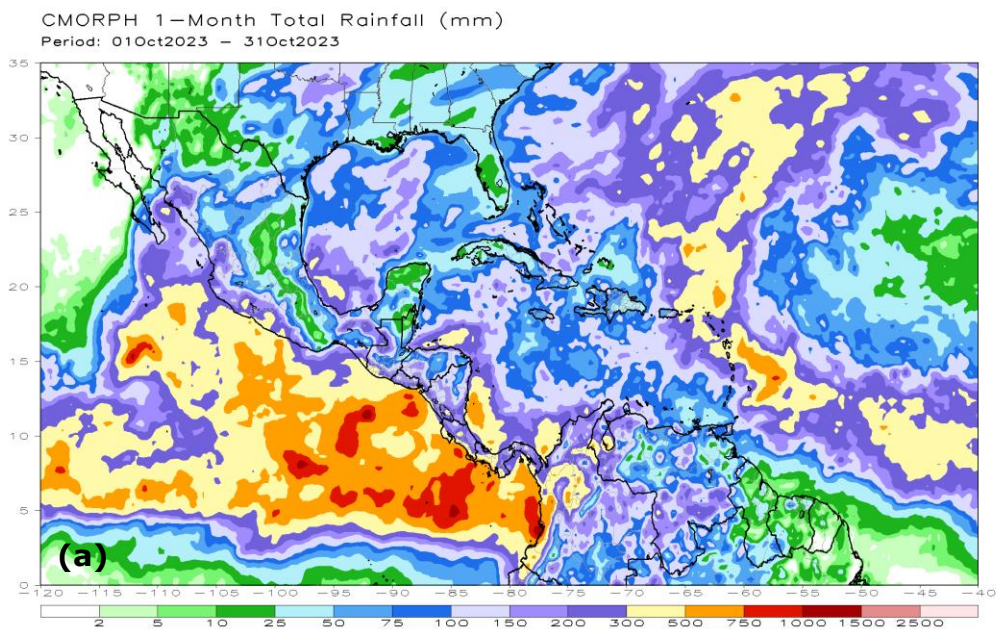 CMORPH 1-Month Total Rainfall (mm)
Period: 01Oct2023 - 31Oct2023
35
30
25
20
15
10
5
0
(a)
-120 -115 -110 -105 -100 -95 -90 -85 -80 -75 -70 -65 -60 -55 -50 -45 -40
2 5 10 25 50 75 100 150 200 300 500 750 1000 1500 2500